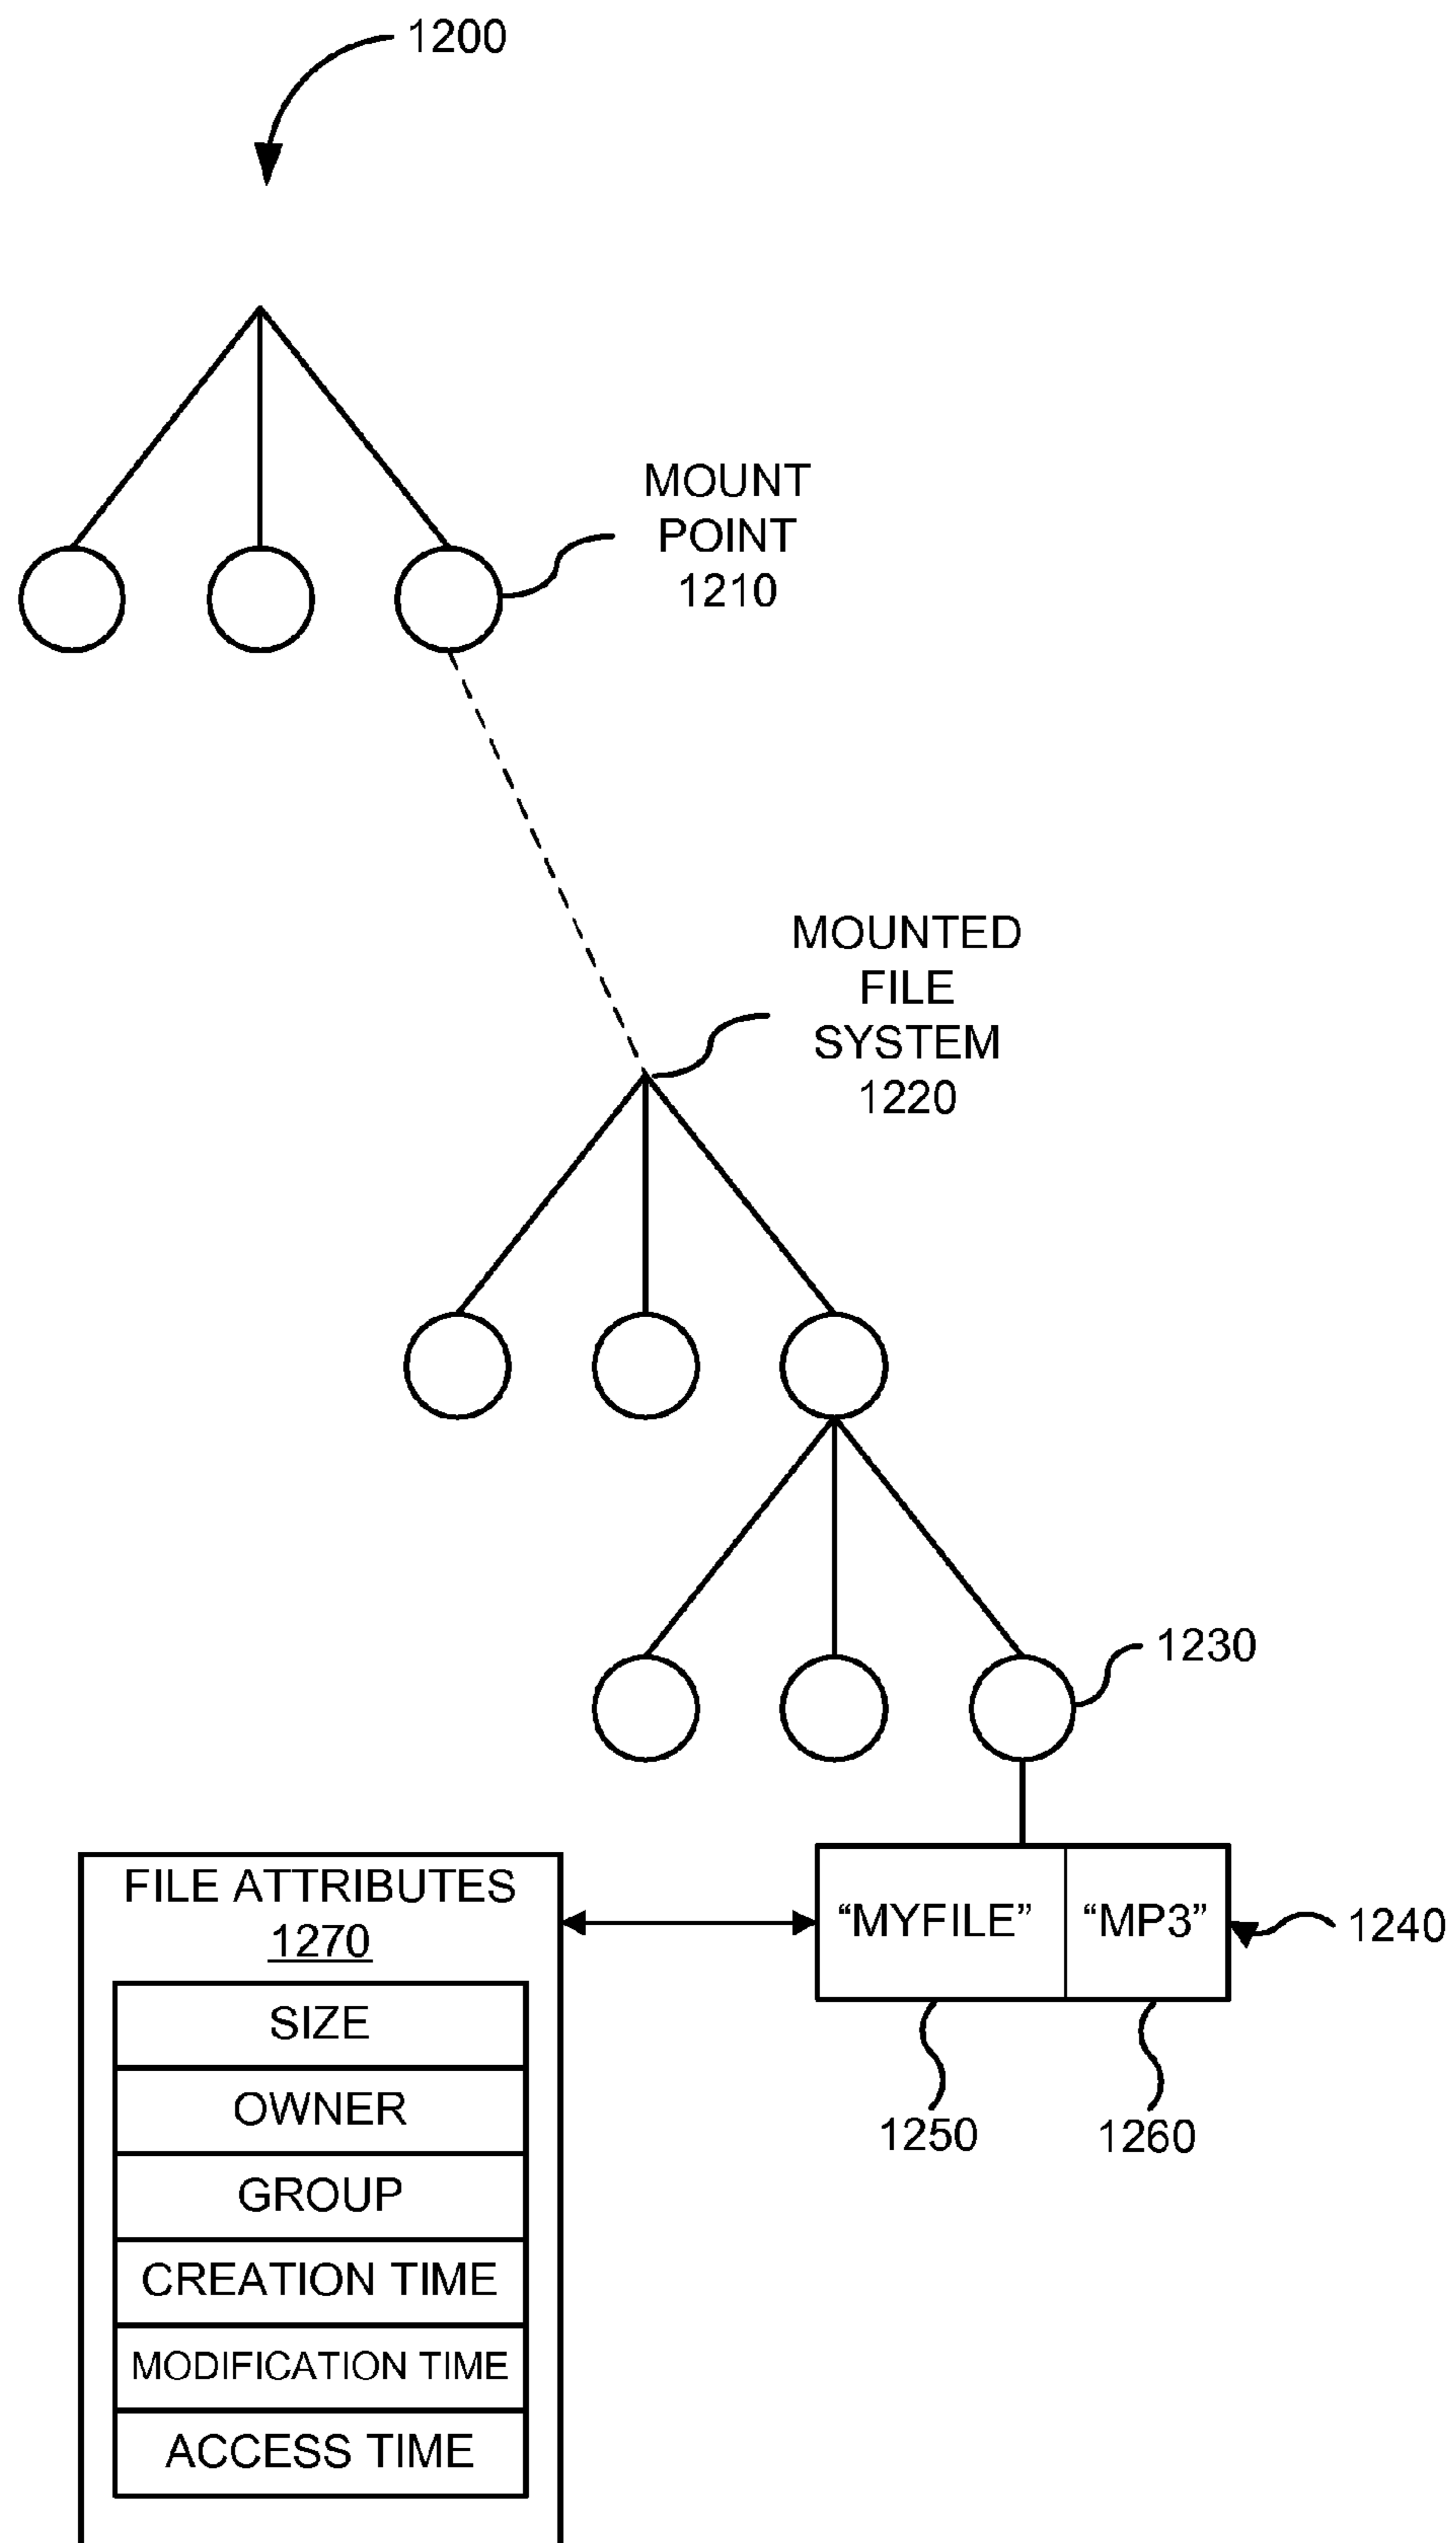 1200
MOUNT
POINT
1210
MOUNTED
FILE
SYSTEM
1220
1230
FILE ATTRIBUTES
1270
SIZE
OWNER
GROUP
CREATION TIME
MODIFICATION TIME
ACCESS TIME
“MYFILE”
“MP3”
1240
1250
1260